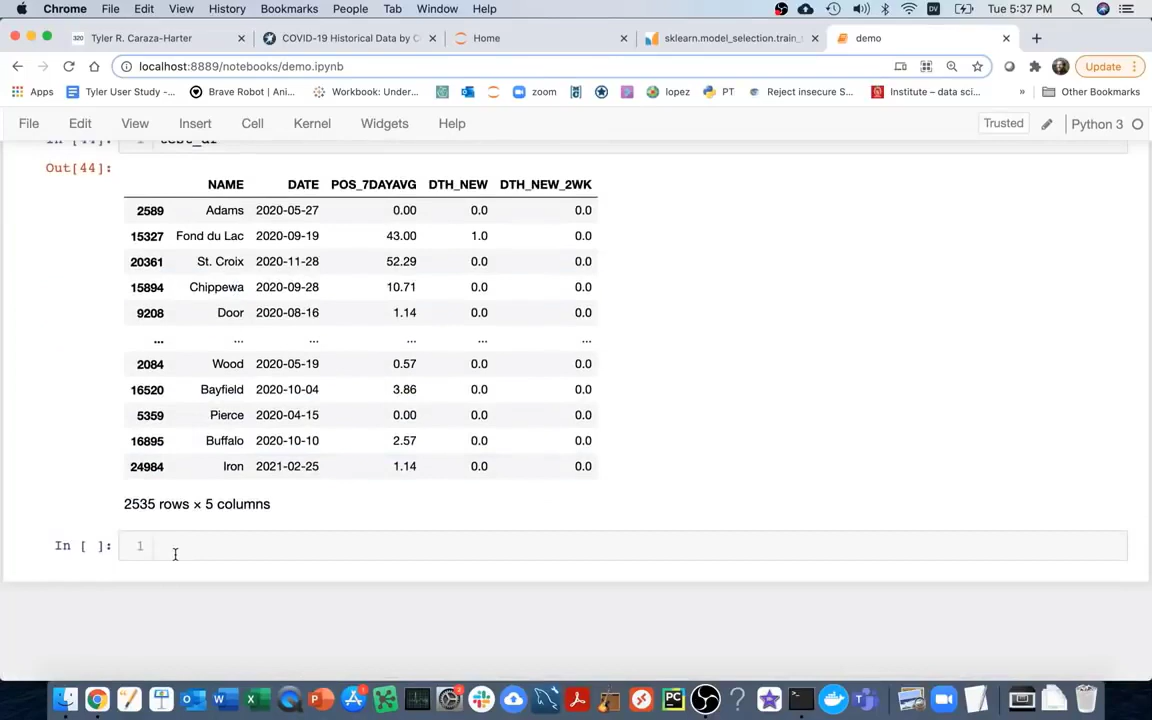 Chrome File Edit View History Bookmarks People Tab Window Help Tue 5:37 PM
320 Tyler R. Caraza-Harter × COVID-19 Historical Data by C × Home × sklearn.model_selection.train_ × demo × +
localhost:8889/notebooks/demo.ipynb Update
Apps Tyler User Study -... Brave Robot | Ani... Workbook: Under... zoom lopez PT Reject insecure S... Institute – data sci... » Other Bookmarks
File Edit View Insert Cell Kernel Widgets Help Trusted Python 3
In [44]: 1 test_df
Out[44]:
NAME DATE POS_7DAYAVG DTH_NEW DTH_NEW_2WK
2589 Adams 2020-05-27 0.00 0.0 0.0
15327 Fond du Lac 2020-09-19 43.00 1.0 0.0
20361 St. Croix 2020-11-28 52.29 0.0 0.0
15894 Chippewa 2020-09-28 10.71 0.0 0.0
9208 Door 2020-08-16 1.14 0.0 0.0
... ... ... ... ... ...
2084 Wood 2020-05-19 0.57 0.0 0.0
16520 Bayfield 2020-10-04 3.86 0.0 0.0
5359 Pierce 2020-04-15 0.00 0.0 0.0
16895 Buffalo 2020-10-10 2.57 0.0 0.0
24984 Iron 2021-02-25 1.14 0.0 0.0
2535 rows × 5 columns
In [ ]: 1